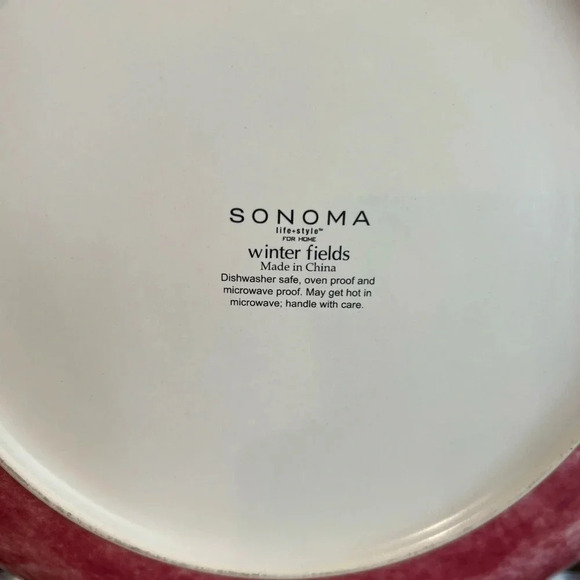 SONOMA
life+style™
FOR HOME
winter fields
Made in China
Dishwasher safe, oven proof and
microwave proof. May get hot in
microwave; handle with care.